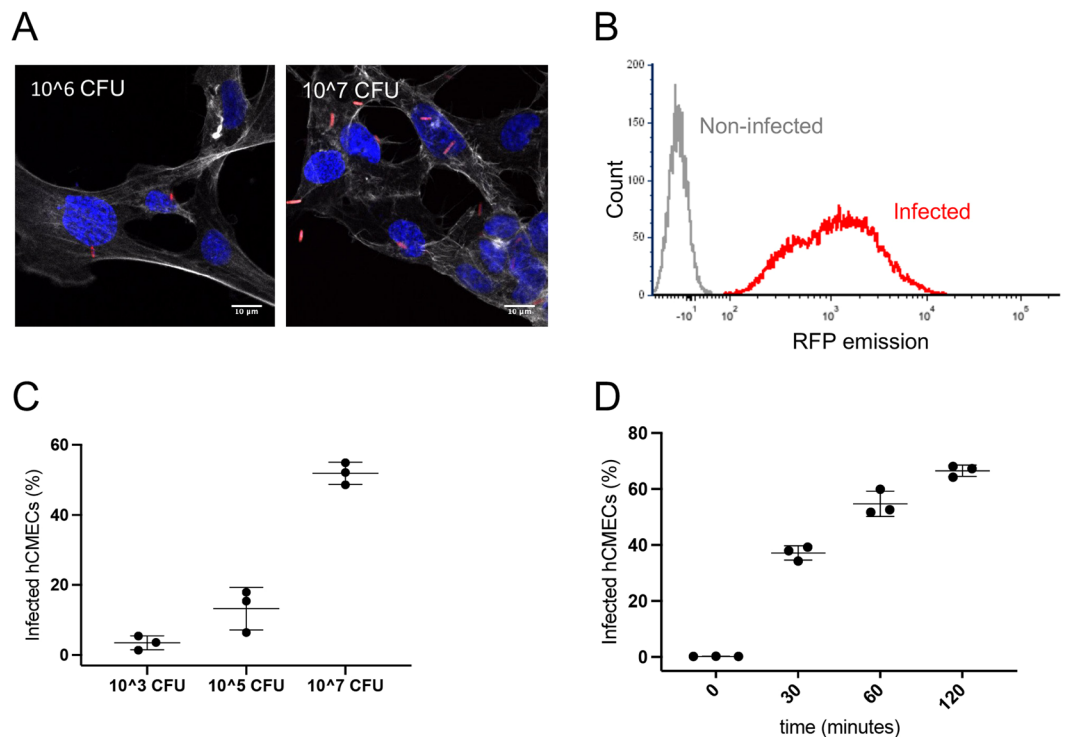 A
10^6 CFU
10 µm
10^7 CFU
10 µm
B
Count
200
150
100
50
0
Non-infected
Infected
-10^1
10^2
10^3
10^4
10^5
RFP emission
C
Infected hCMECs (%)
60
40
20
0
10^3 CFU
10^5 CFU
10^7 CFU
D
Infected hCMECs (%)
80
60
40
20
0
0
30
60
120
time (minutes)